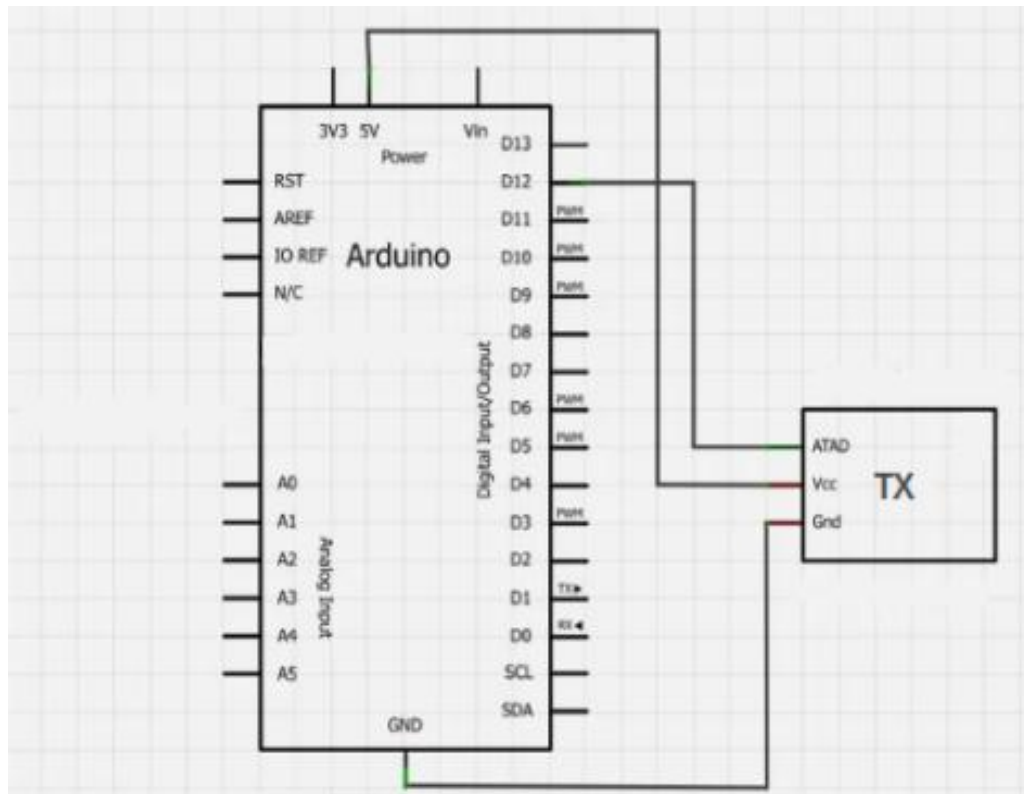 3V3 5V Vin
Power
D13
RST
D12
AREF
D11 PWM
IO REF
Arduino
D10 PWM
N/C
D9 PWM
D8
D7
Digital Input/Output
D6 PWM
D5 PWM
ATAD
A0
D4
Vcc
TX
A1
D3 PWM
Gnd
A2
D2
Analog Input
A3
D1 TX▶
A4
D0 RX◀
A5
SCL
SDA
GND